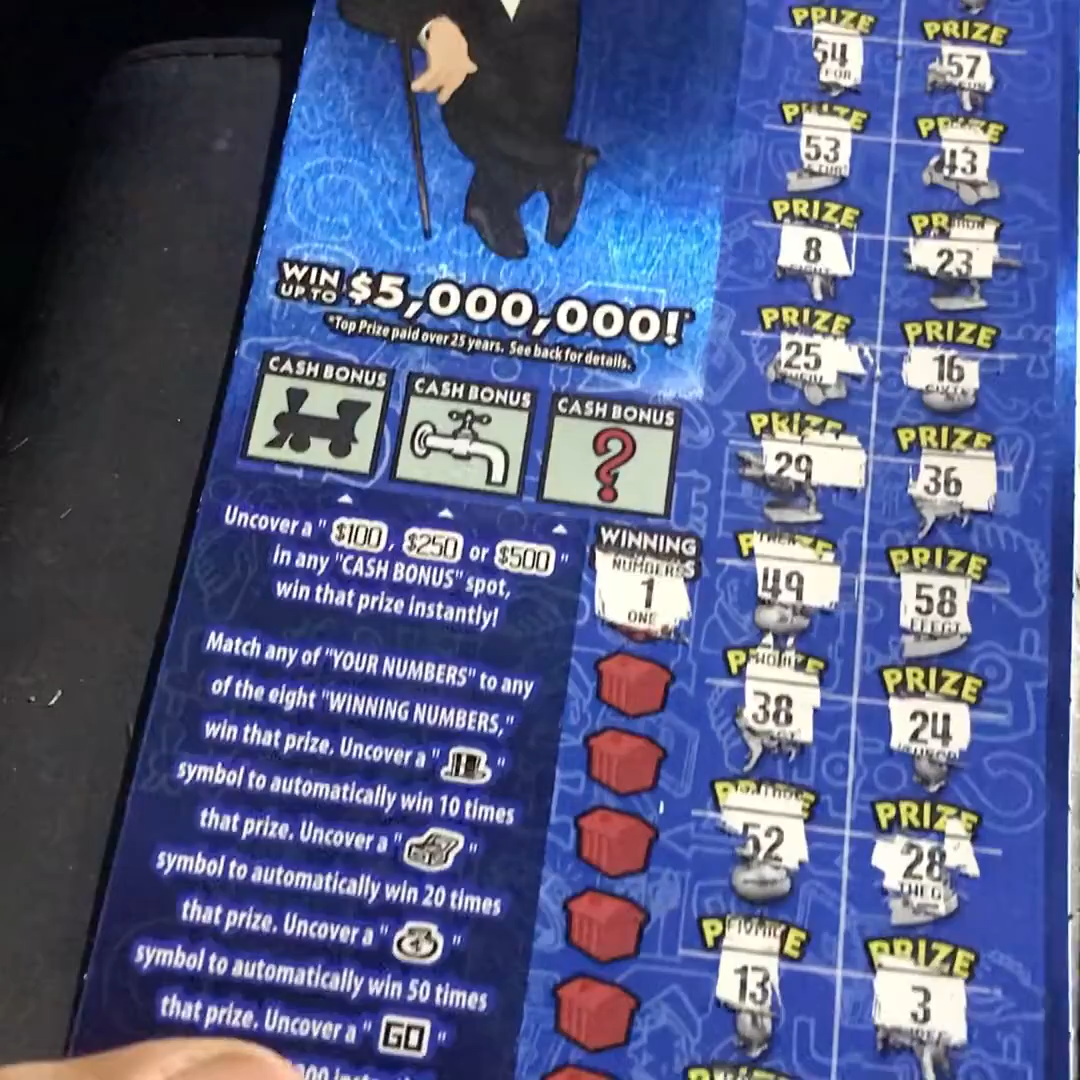 WIN
UP TO $5,000,000!*
*Top Prize paid over 25 years. See back for details.
CASH BONUS
CASH BONUS
CASH BONUS
?
Uncover a " $100 , $250 or $500 "
in any "CASH BONUS" spot,
win that prize instantly!
Match any of "YOUR NUMBERS" to any
of the eight "WINNING NUMBERS,"
win that prize. Uncover a " "
symbol to automatically win 10 times
that prize. Uncover a " "
symbol to automatically win 20 times
that prize. Uncover a " "
symbol to automatically win 50 times
that prize. Uncover a " GO "
WINNING
NUMBERS
1
ONE
PRIZE PRIZE
54 57
FOR
PRIZE PRIZE
53 43
PRIZE
8 23
PRIZE PRIZE
25 16
PRIZE PRIZE
29 36
PRIZE
49 58
PRIZE
38 24
PRIZE
52 28
PRIZE
13 3